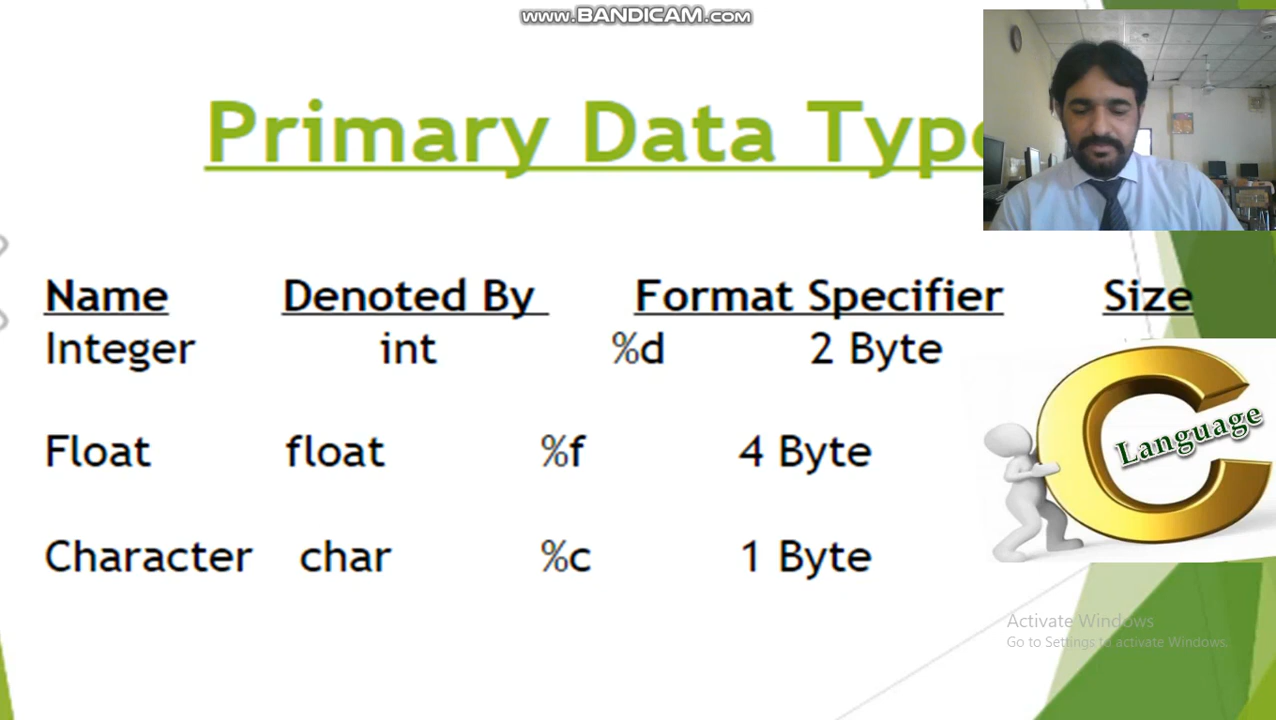 www.BANDICAM.com
Primary Data Type
Name Denoted By Format Specifier Size
Integer int %d 2 Byte
Float float %f 4 Byte
Character char %c 1 Byte
C Language
Activate Windows
Go to Settings to activate Windows.